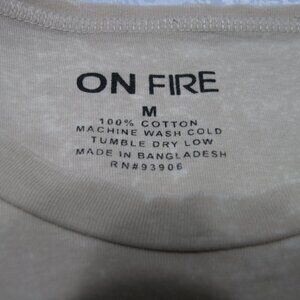 ON FIRE
M
100% COTTON
MACHINE WASH COLD
TUMBLE DRY LOW
MADE IN BANGLADESH
RN#93906